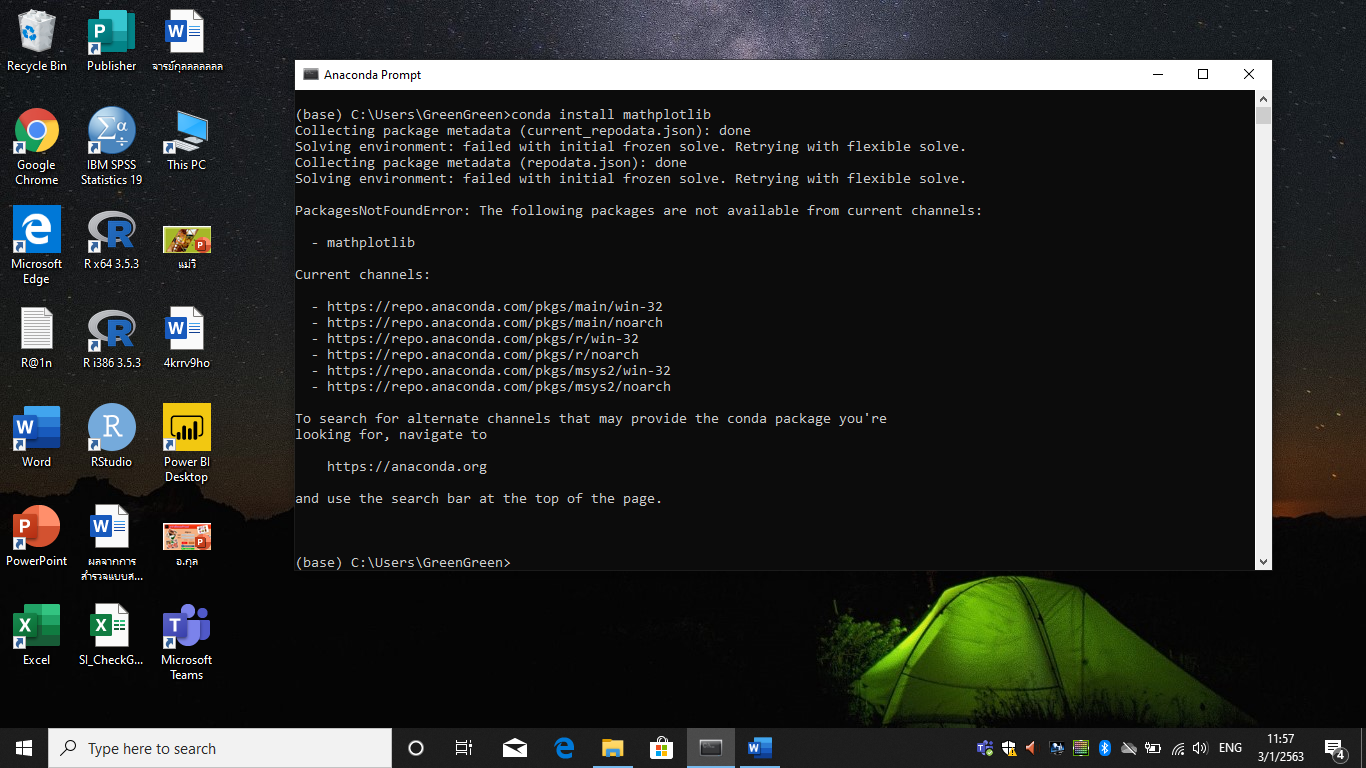 Recycle Bin
Publisher
จารย์กุลลลลลลล
Google Chrome
IBM SPSS Statistics 19
This PC
Microsoft Edge
R x64 3.5.3
แม่วิ
R@1n
R i386 3.5.3
4krrv9ho
Word
RStudio
Power BI Desktop
PowerPoint
ผลจากการ
สำรวจแบบส...
อ.กุล
Excel
SI_CheckG...
Microsoft Teams
Anaconda Prompt
(base) C:\Users\GreenGreen>conda install mathplotlib
Collecting package metadata (current_repodata.json): done
Solving environment: failed with initial frozen solve. Retrying with flexible solve.
Collecting package metadata (repodata.json): done
Solving environment: failed with initial frozen solve. Retrying with flexible solve.
PackagesNotFoundError: The following packages are not available from current channels:
- mathplotlib
Current channels:
- https://repo.anaconda.com/pkgs/main/win-32
- https://repo.anaconda.com/pkgs/main/noarch
- https://repo.anaconda.com/pkgs/r/win-32
- https://repo.anaconda.com/pkgs/r/noarch
- https://repo.anaconda.com/pkgs/msys2/win-32
- https://repo.anaconda.com/pkgs/msys2/noarch
To search for alternate channels that may provide the conda package you're
looking for, navigate to
https://anaconda.org
and use the search bar at the top of the page.
(base) C:\Users\GreenGreen>
Type here to search
ENG
11:57
3/1/2563
4